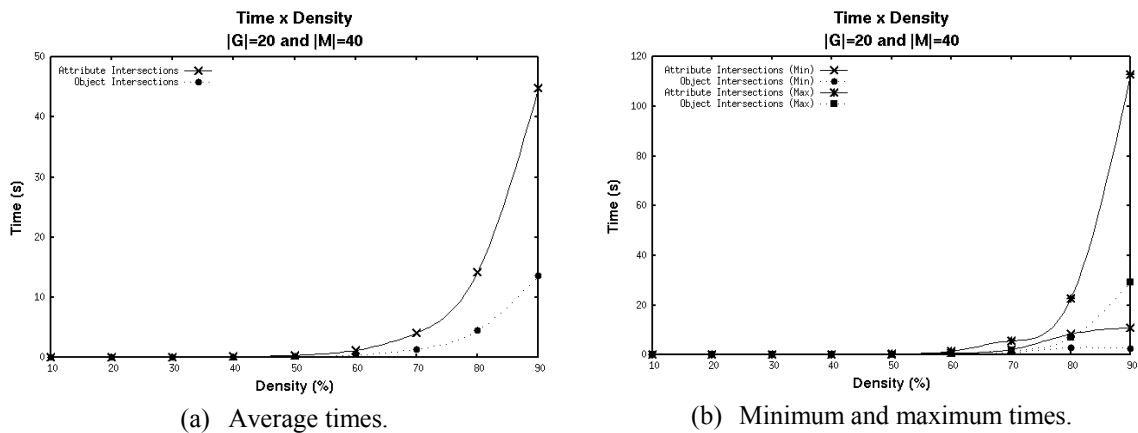 Time x Density
|G|=20 and |M|=40
50
40
30
20
10
0
Time (s)
Attribute Intersections
Object Intersections
10 20 30 40 50 60 70 80 90
Density (%)
(a) Average times.
Time x Density
|G|=20 and |M|=40
120
100
80
60
40
20
0
Time (s)
Attribute Intersections (Min)
Object Intersections (Min)
Attribute Intersections (Max)
Object Intersections (Max)
10 20 30 40 50 60 70 80 90
Density (%)
(b) Minimum and maximum times.